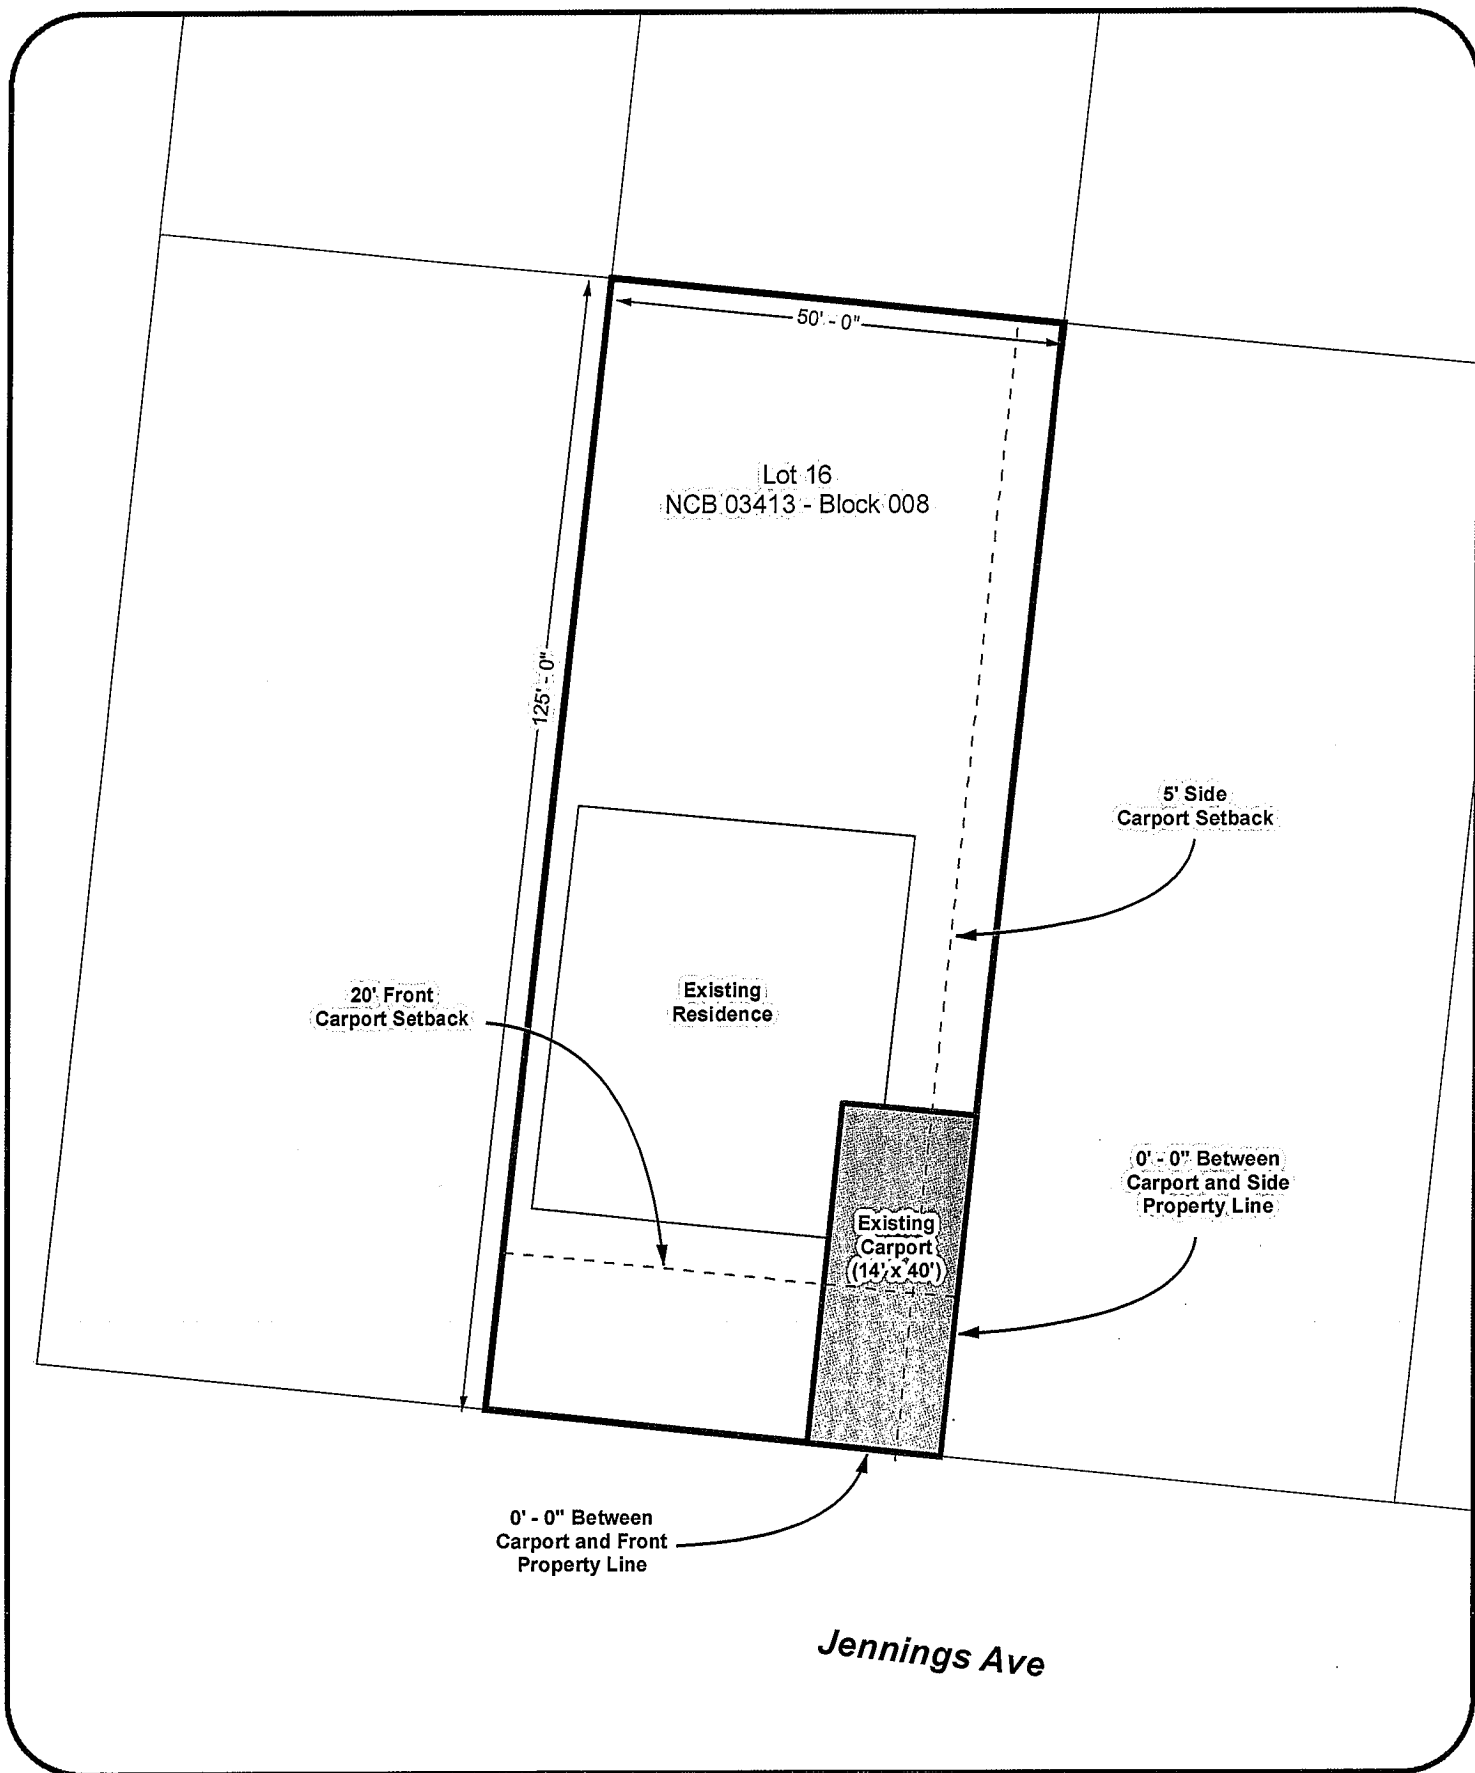 50' - 0"
Lot 16
NCB 03413 - Block 008
125' - 0"
5' Side
Carport Setback
20' Front
Carport Setback
Existing
Residence
0' - 0" Between
Carport and Side
Property Line
Existing
Carport
(14' x 40')
0' - 0" Between
Carport and Front
Property Line
Jennings Ave